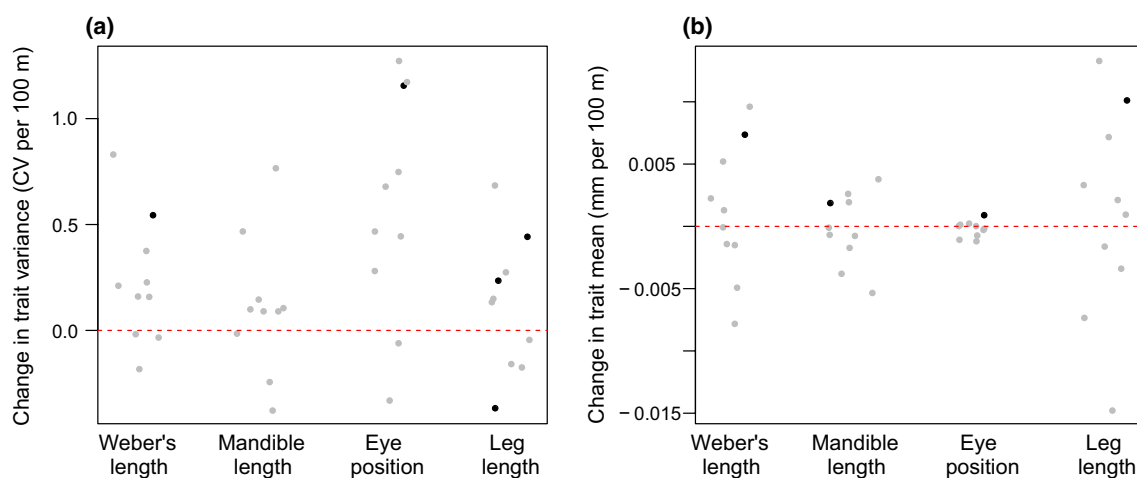 (a)
Change in trait variance (CV per 100 m)
1.0
0.5
0.0
Weber's
length
Mandible
length
Eye
position
Leg
length
(b)
Change in trait mean (mm per 100 m)
0.005
−0.005
−0.015
Weber's
length
Mandible
length
Eye
position
Leg
length